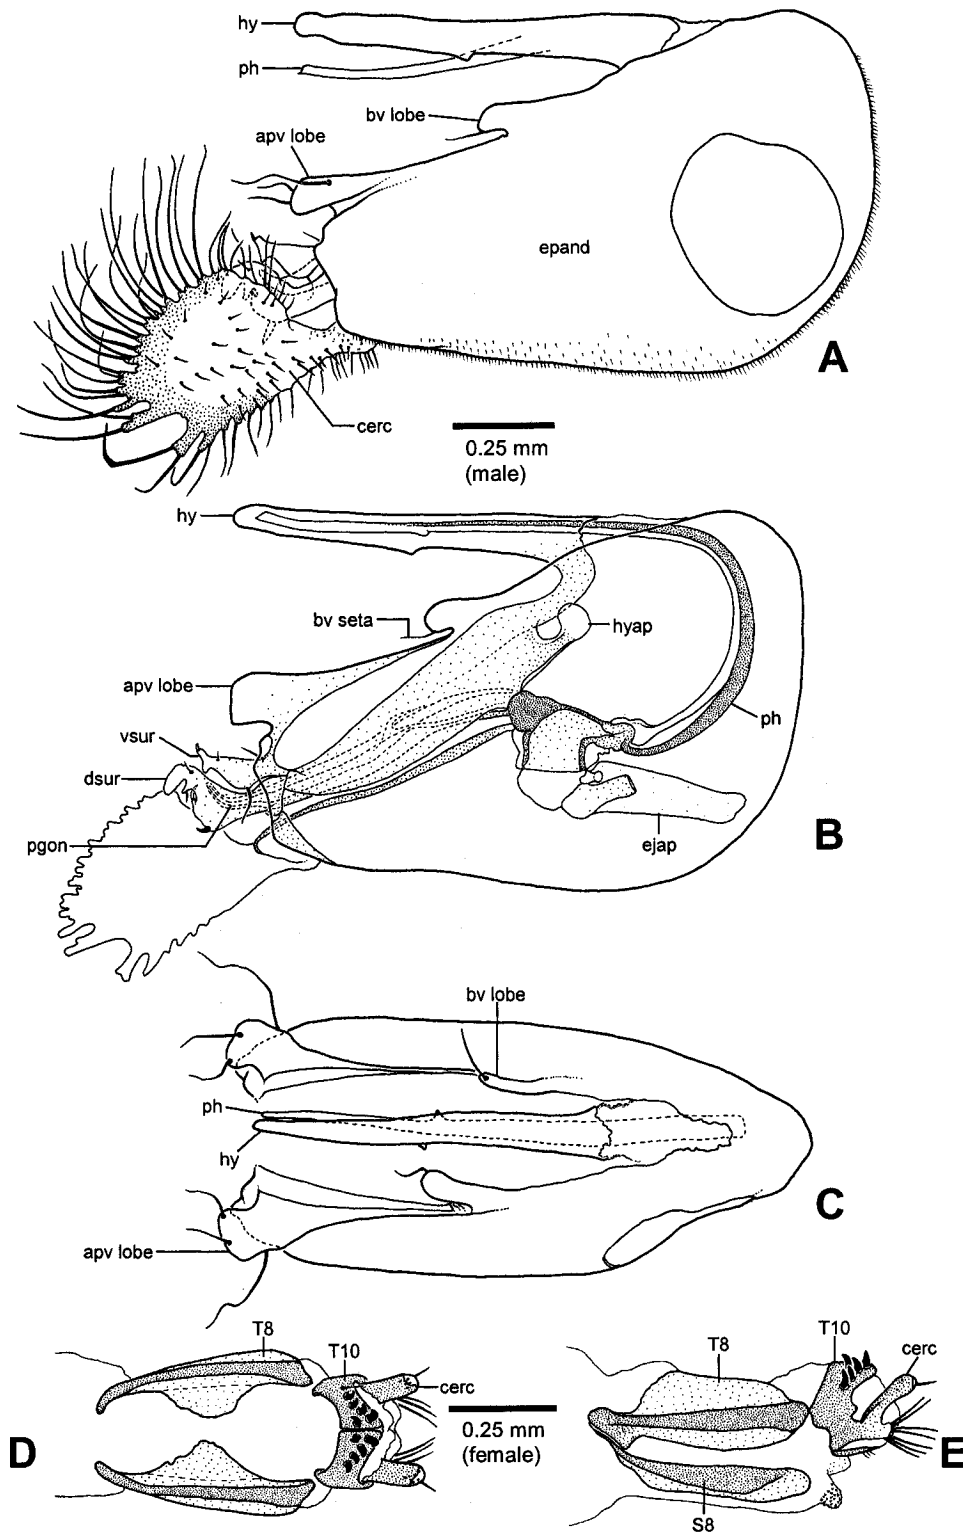 hy
ph
bv lobe
apv lobe
epand
A
cerc
0.25 mm
(male)
hy
bv seta
hyap
apv lobe
ph
vsur
dsur
pgon
ejap
B
bv lobe
ph
hy
C
apv lobe
T8
T10
cerc
D
0.25 mm
(female)
T8
T10
cerc
E
S8